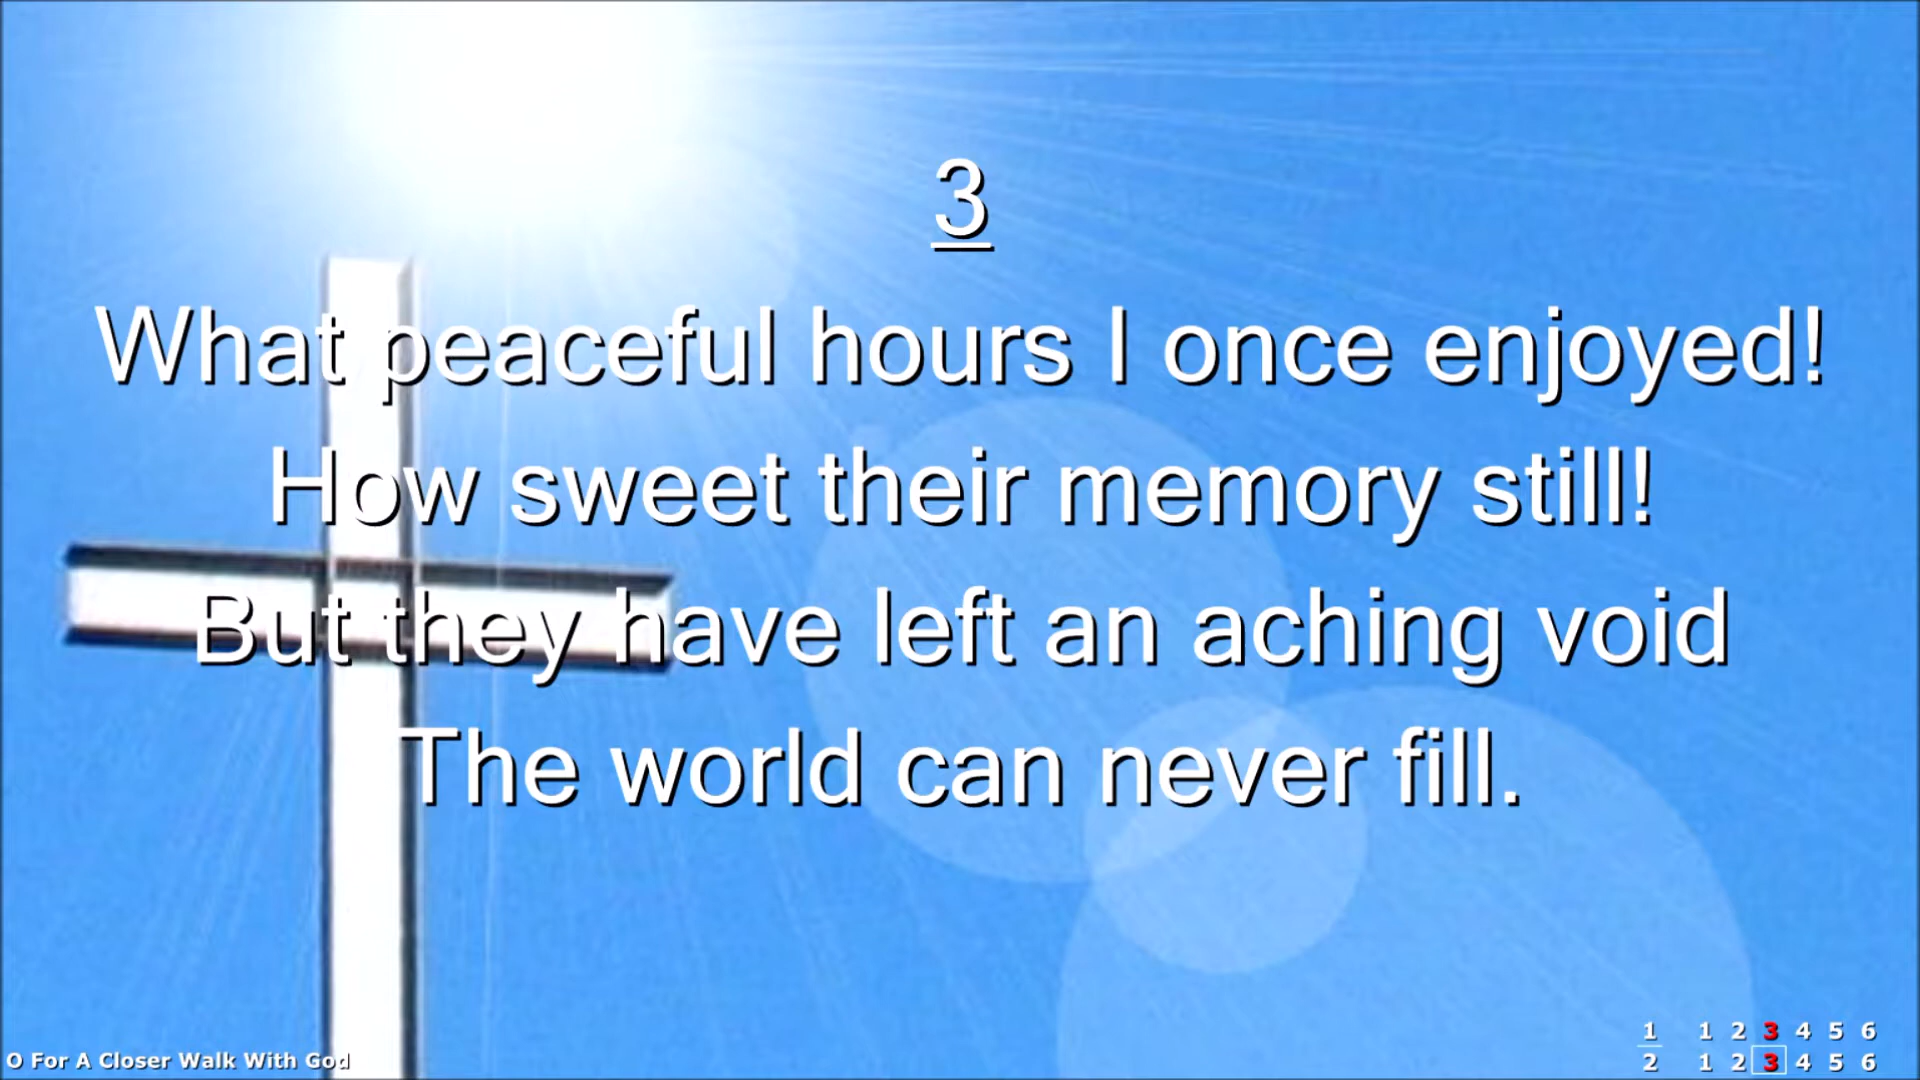 3
What peaceful hours I once enjoyed!
How sweet their memory still!
But they have left an aching void
The world can never fill.
O For A Closer Walk With God
1 1 2 3 4 5 6
2 1 2 3 4 5 6